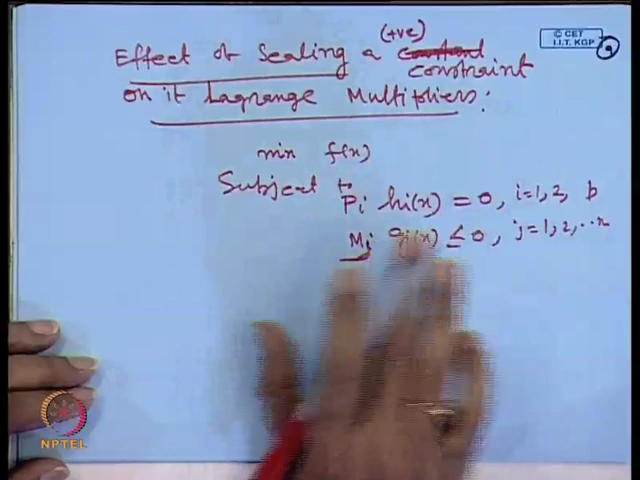 Effect of Scaling a (+ve) constraint
on it Lagrange Multipliers:
min f(x)
Subject to Pi hi(x) = 0, i=1,2, p
Mj gj(x) ≤ 0, j=1,2,..n
© CET
I.I.T. KGP
NPTEL